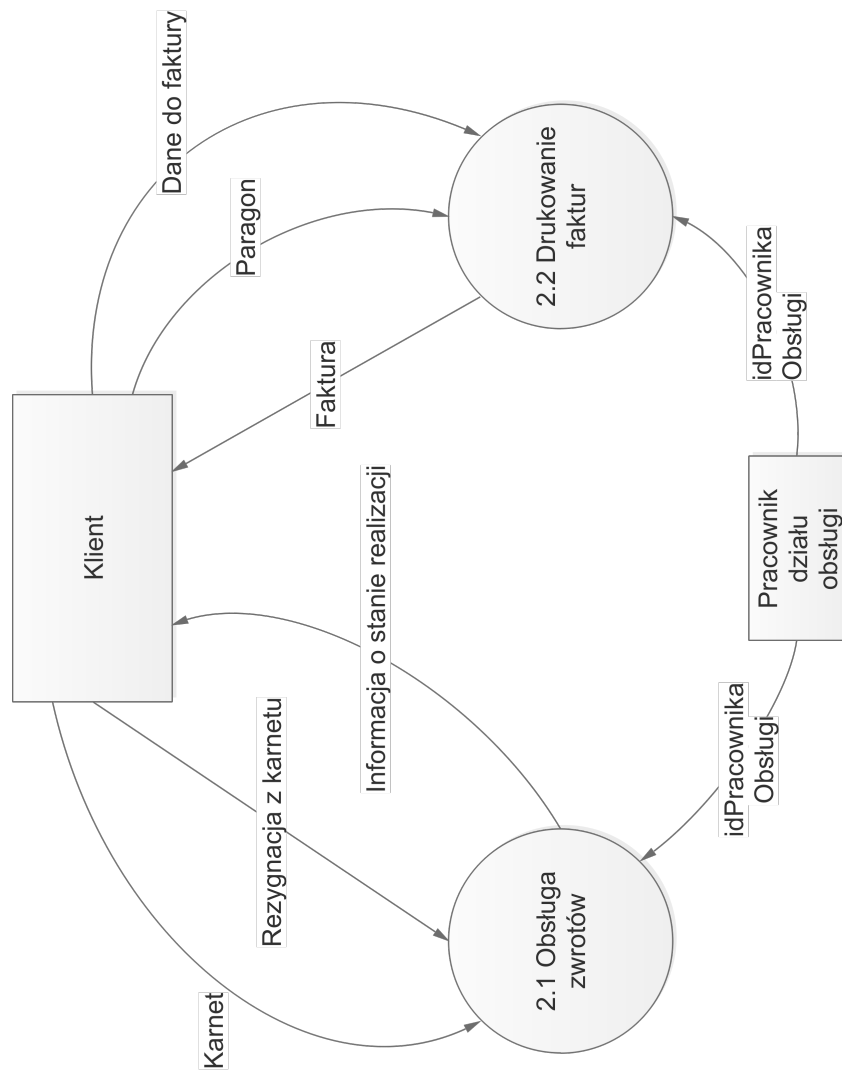 Klient
Karnet
Rezygnacja z karnetu
Informacja o stanie realizacji
Faktura
Paragon
Dane do faktury
2.1 Obsługa
zwrotów
2.2 Drukowanie
faktur
idPracownika
Obsługi
idPracownika
Obsługi
Pracownik
działu
obsługi